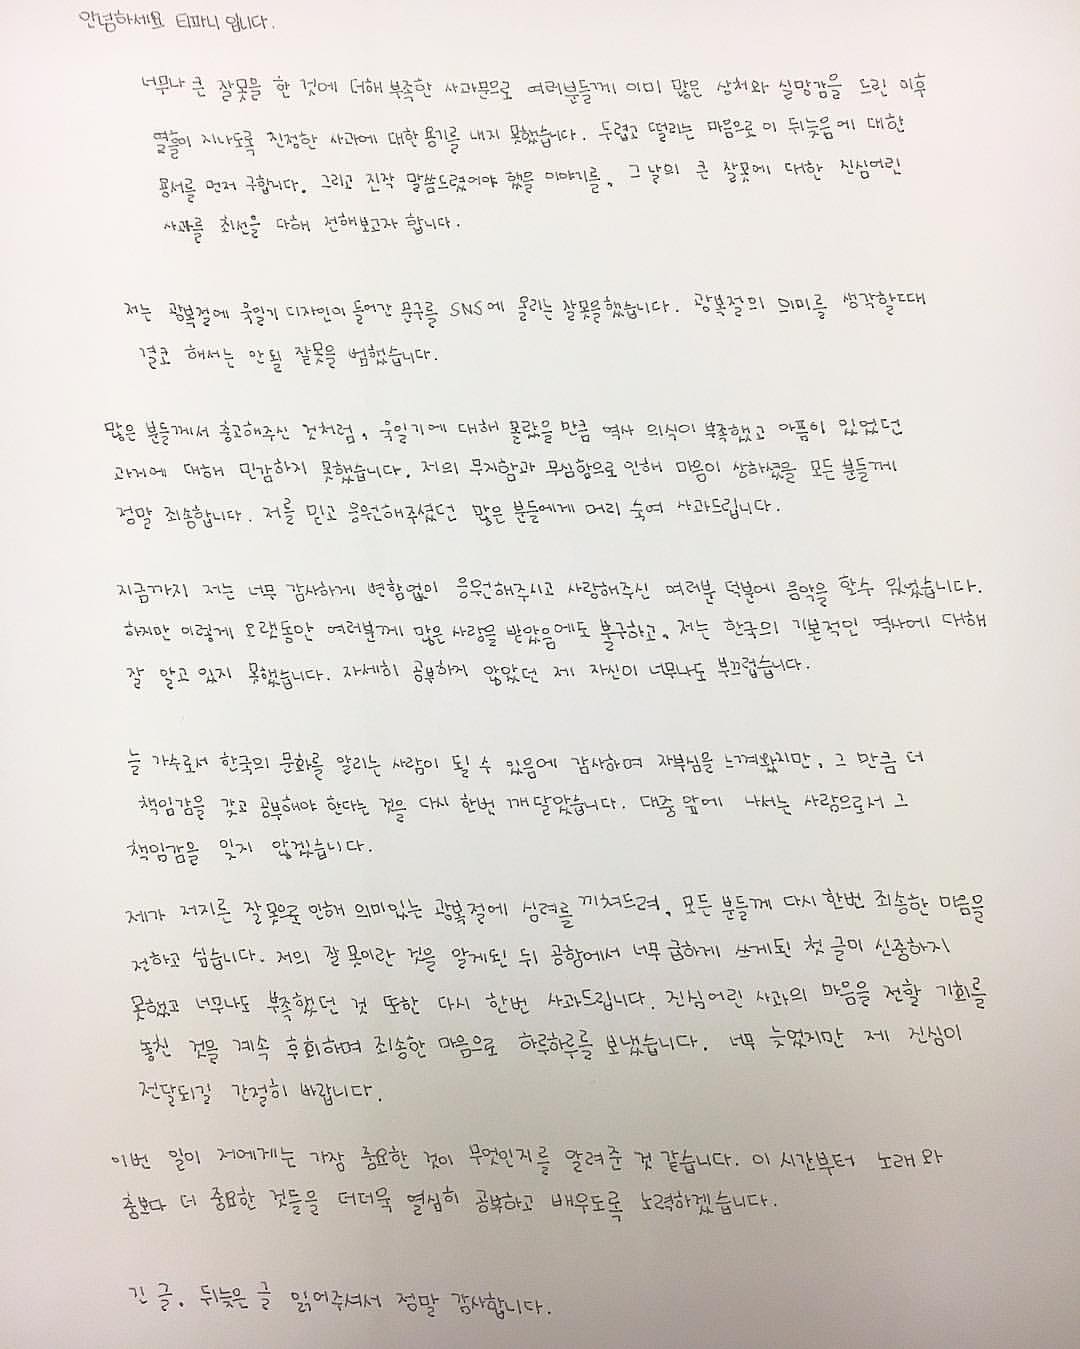 안녕하세요 티파니 입니다.
너무나 큰 잘못을 한 것에 더해 부족한 사과문으로 여러분들께 이미 많은 상처와 실망감을 드린 이후
열흘이 지나도록 진정한 사과에 대한 용기를 내지 못했습니다. 두렵고 떨리는 마음으로 이 뒤늦음에 대한
용서를 먼저 구합니다. 그리고 진작 말씀드렸어야 했을 이야기를, 그 날의 큰 잘못에 대한 진심어린
사과를 최선을 다해 전해보고자 합니다.
저는 광복절에 욱일기 디자인이 들어간 문구를 SNS에 올리는 잘못을했습니다. 광복절의 의미를 생각할때
결코 해서는 안될 잘못을 범했습니다.
많은 분들께서 충고해주신 것처럼, 욱일기에 대해 몰랐을 만큼 역사 의식이 부족했고 아픔이 있었던
과거에 대해 민감하지 못했습니다. 저의 무지함과 무심함으로 인해 마음이 상하셨을 모든 분들께
정말 죄송합니다. 저를 믿고 응원해주셨던 많은 분들에게 머리 숙여 사과드립니다.
지금까지 저는 너무 감사하게 변함없이 응원해주시고 사랑해주신 여러분 덕분에 음악을 할수 있었습니다.
하지만 이렇게 오랫동안 여러분께 많은 사랑을 받았음에도 불구하고, 저는 한국의 기본적인 역사에 대해
잘 알고 있지 못했습니다. 자세히 공부하지 않았던 제 자신이 너무나도 부끄럽습니다.
늘 가수로서 한국의 문화를 알리는 사람이 될 수 있음에 감사하며 자부심을 느껴왔지만, 그 만큼 더
책임감을 갖고 공부해야 한다는 것을 다시 한번 깨달았습니다. 대중 앞에 나서는 사람으로서 그
책임감을 잊지 않겠습니다.
제가 저지른 잘못으로 인해 의미있는 광복절에 심려를 끼쳐드려, 모든 분들께 다시 한번 죄송한 마음을
전하고 싶습니다. 저의 잘못이란 것을 알게된 뒤 공항에서 너무 급하게 쓰게된 첫 글이 신중하지
못했고 너무나도 부족했던 것 또한 다시 한번 사과드립니다. 진심어린 사과의 마음을 전할 기회를
놓친 것을 계속 후회하며 죄송한 마음으로 하루하루를 보냈습니다. 너무 늦었지만 제 진심이
전달되길 간절히 바랍니다.
이번 일이 저에게는 가장 중요한 것이 무엇인지를 알려준 것 같습니다. 이 시간부터 노래와
춤보다 더 중요한 것들을 더더욱 열심히 공부하고 배우도록 노력하겠습니다.
긴 글, 뒤늦은 글 읽어주셔서 정말 감사합니다.